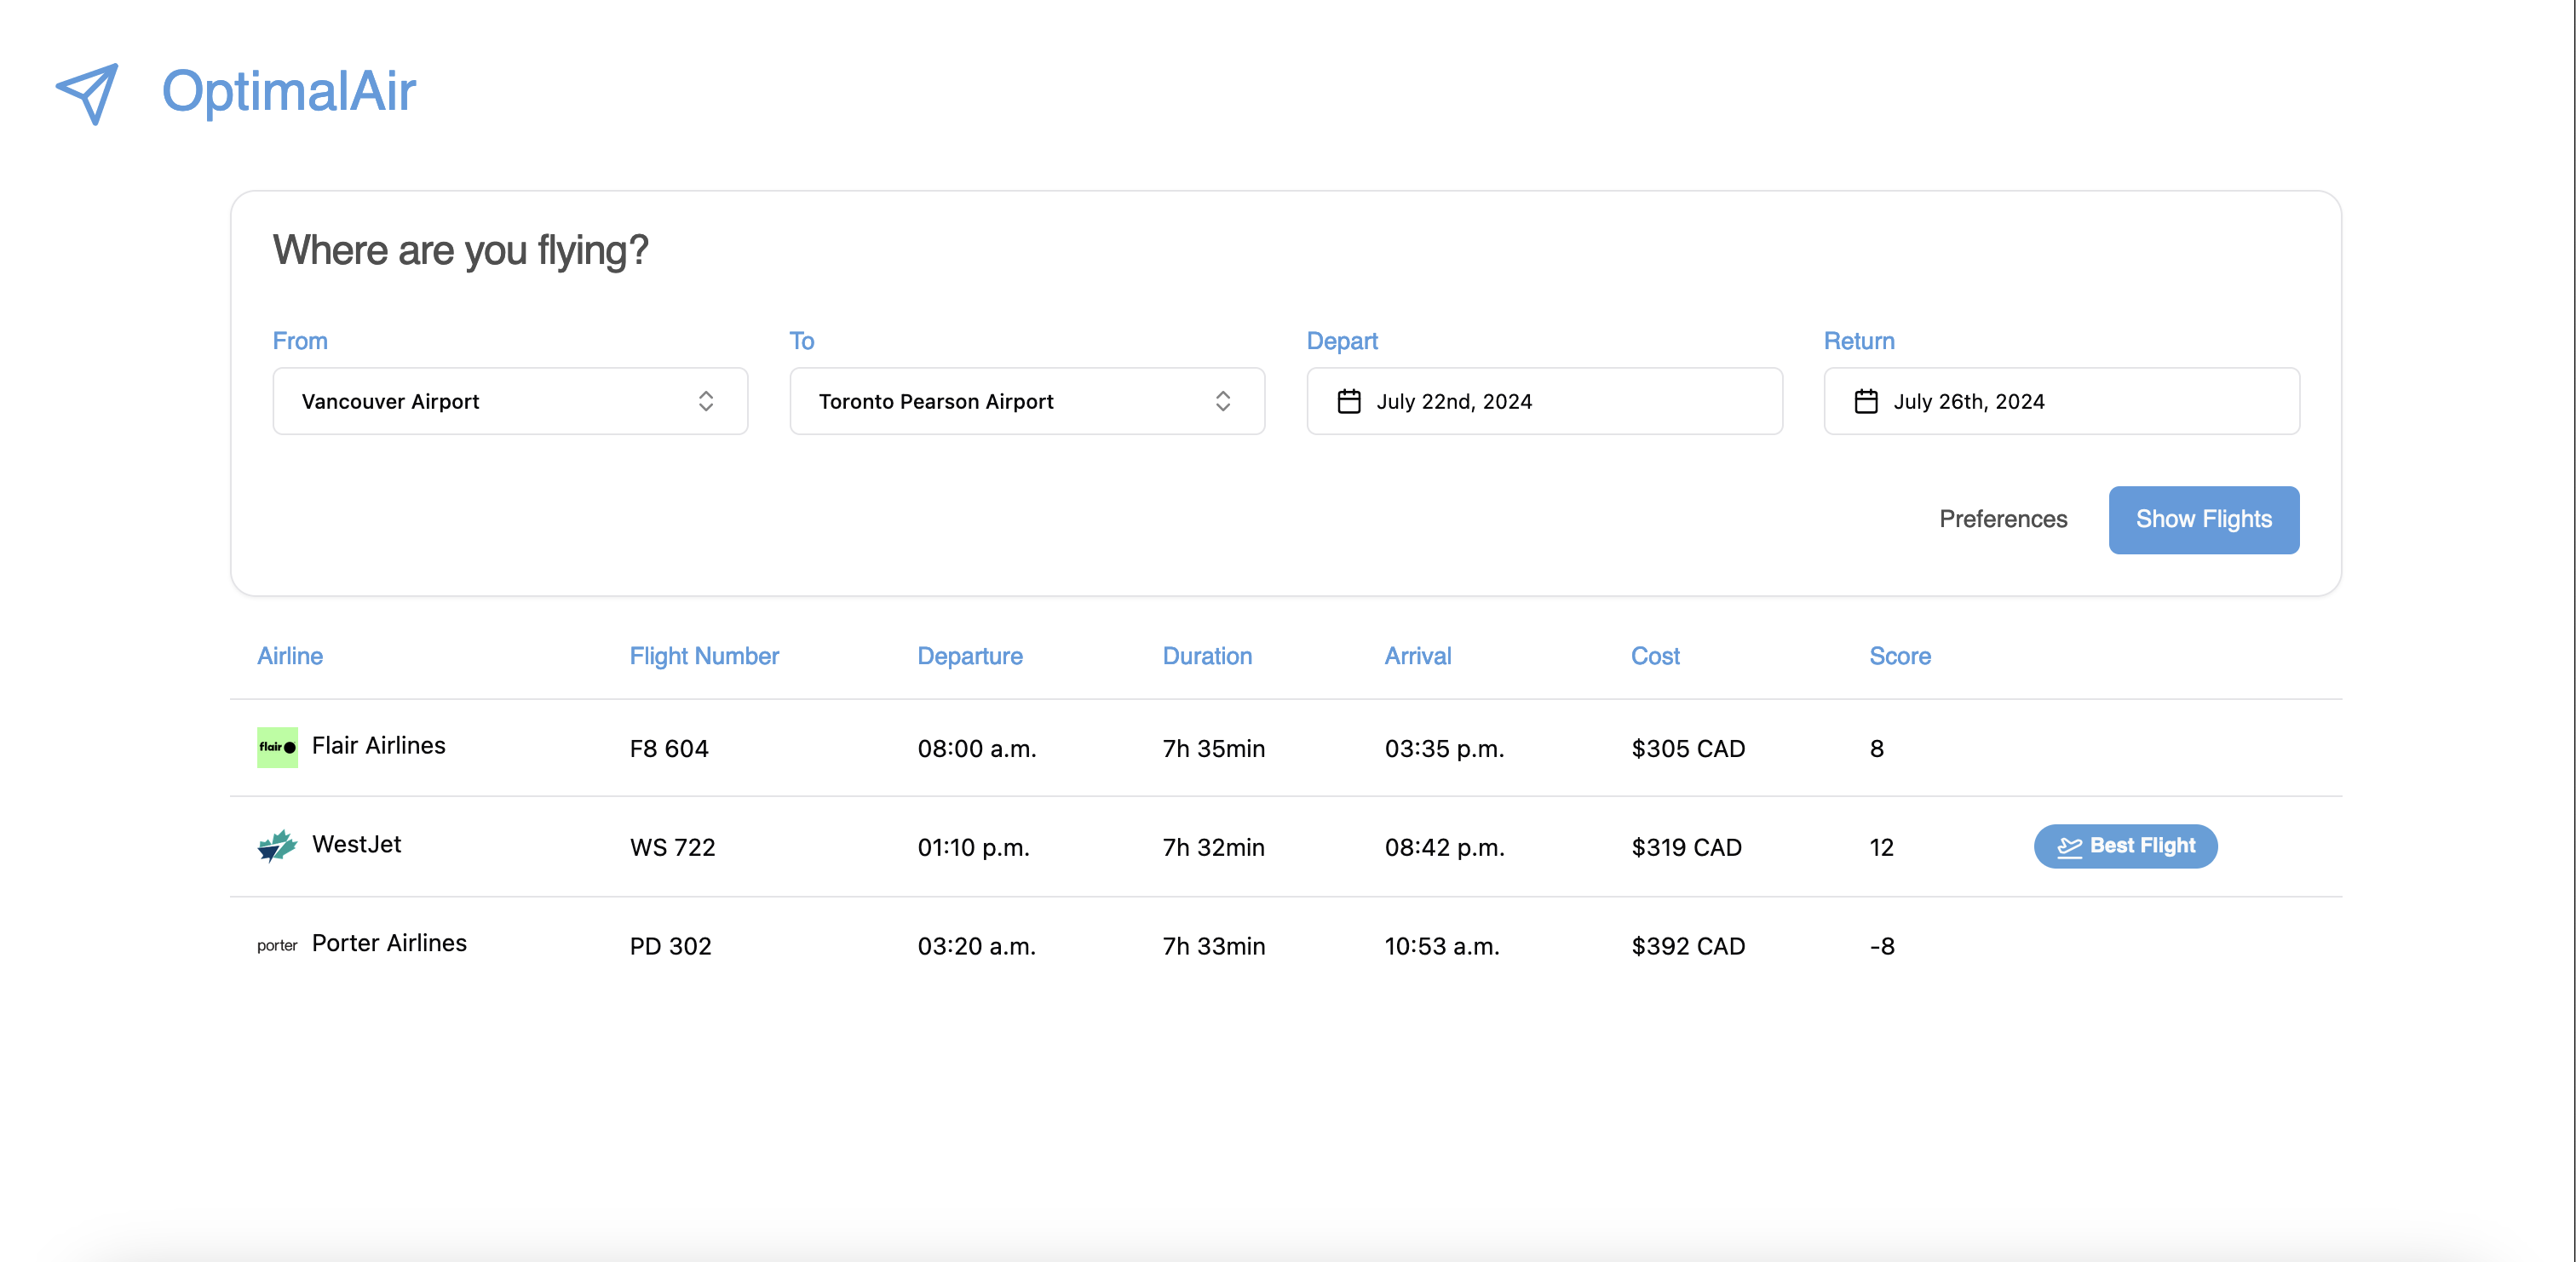 OptimalAir
Where are you flying?
From To Depart Return
Vancouver Airport Toronto Pearson Airport July 22nd, 2024 July 26th, 2024
Preferences Show Flights
Airline Flight Number Departure Duration Arrival Cost Score
flair Flair Airlines F8 604 08:00 a.m. 7h 35min 03:35 p.m. $305 CAD 8
WestJet WS 722 01:10 p.m. 7h 32min 08:42 p.m. $319 CAD 12 Best Flight
porter Porter Airlines PD 302 03:20 a.m. 7h 33min 10:53 a.m. $392 CAD -8